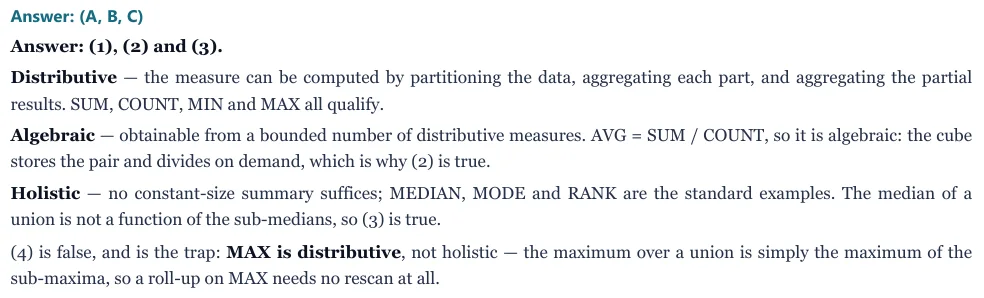 Answer: (A, B, C)
Answer: (1), (2) and (3).
Distributive — the measure can be computed by partitioning the data, aggregating each part, and aggregating the partial
results. SUM, COUNT, MIN and MAX all qualify.
Algebraic — obtainable from a bounded number of distributive measures. AVG = SUM / COUNT, so it is algebraic: the cube
stores the pair and divides on demand, which is why (2) is true.
Holistic — no constant-size summary suffices; MEDIAN, MODE and RANK are the standard examples. The median of a
union is not a function of the sub-medians, so (3) is true.
(4) is false, and is the trap: MAX is distributive, not holistic — the maximum over a union is simply the maximum of the
sub-maxima, so a roll-up on MAX needs no rescan at all.